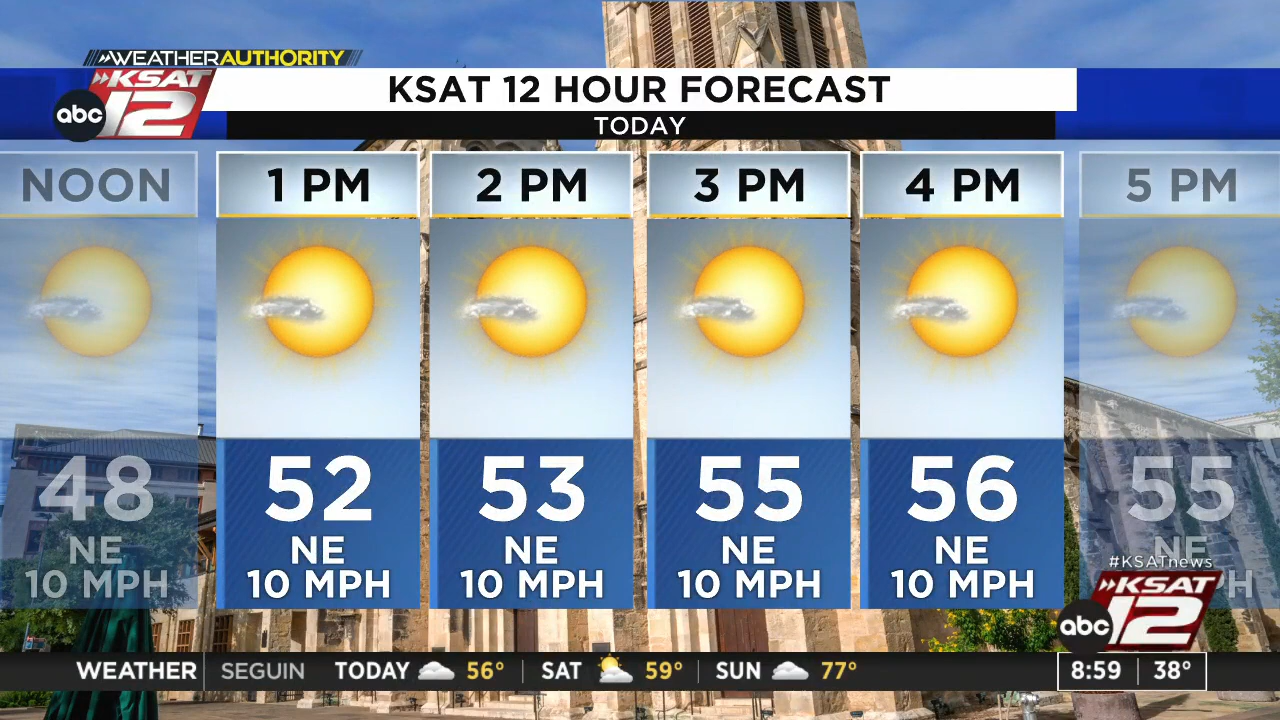 WEATHERAUTHORITY
KSAT
abc 12
KSAT 12 HOUR FORECAST
TODAY
NOON
48
NE
10 MPH
1 PM
52
NE
10 MPH
2 PM
53
NE
10 MPH
3 PM
55
NE
10 MPH
4 PM
56
NE
10 MPH
5 PM
55
NE
#KSATnews
KSAT
abc 12
WEATHER SEGUIN TODAY 56° SAT 59° SUN 77° 8:59 38°